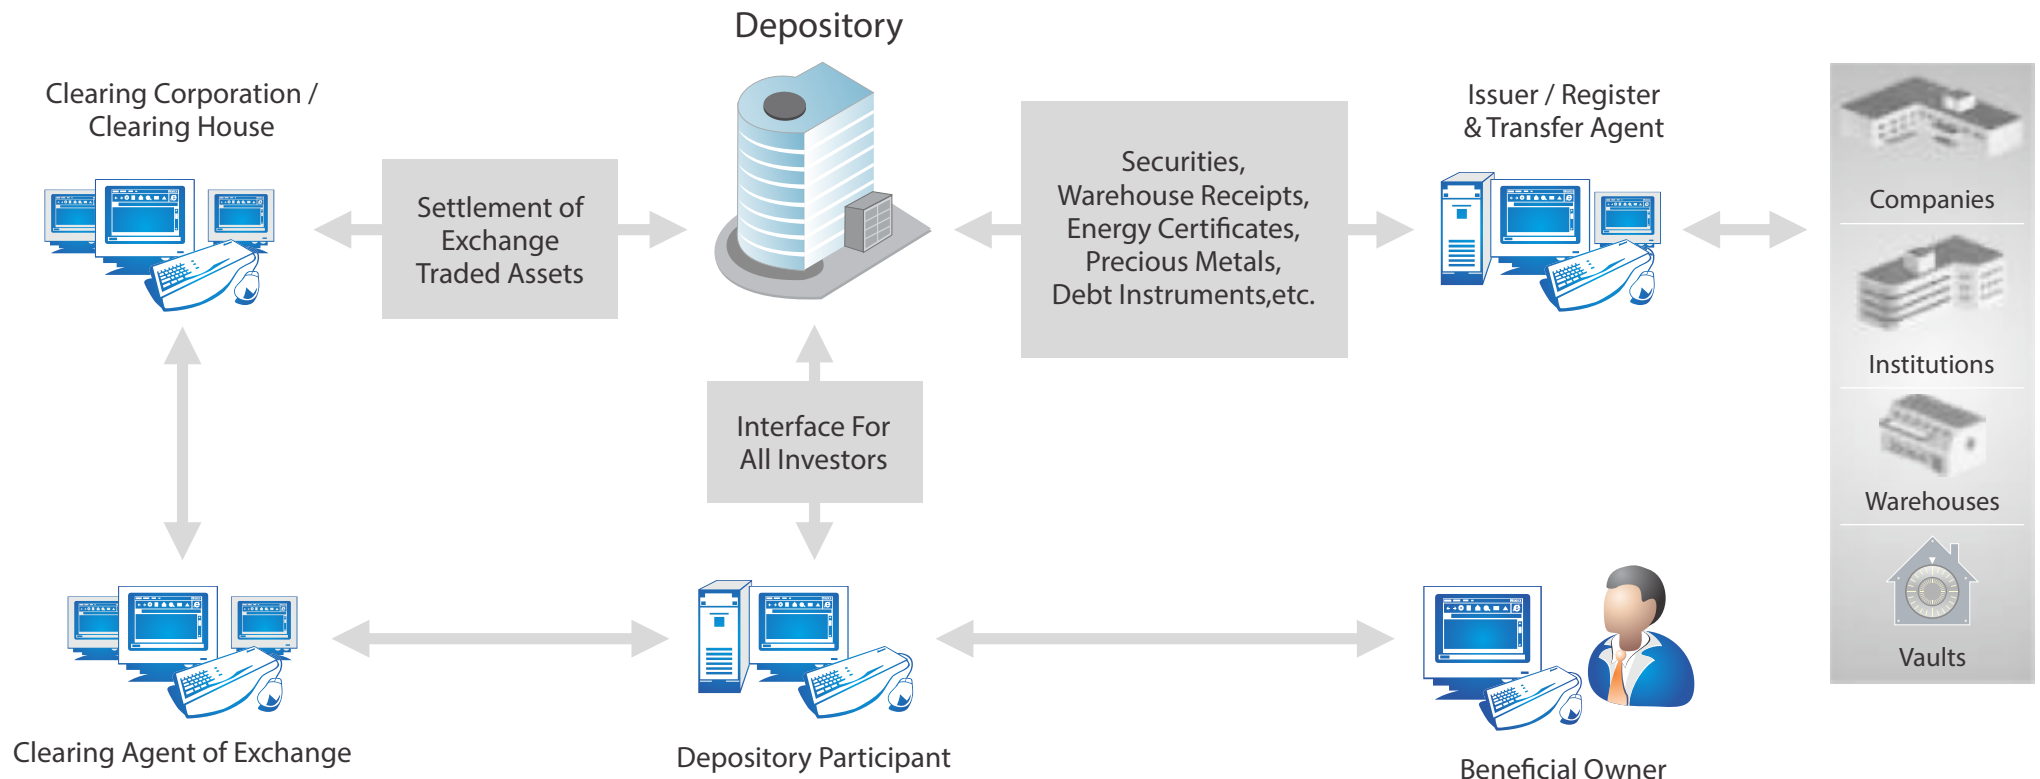 Depository
Clearing Corporation /
Clearing House
Settlement of
Exchange
Traded Assets
Securities,
Warehouse Receipts,
Energy Certificates,
Precious Metals,
Debt Instruments,etc.
Issuer / Register
& Transfer Agent
Companies
Institutions
Warehouses
Vaults
Interface For
All Investors
Clearing Agent of Exchange
Depository Participant
Beneficial Owner